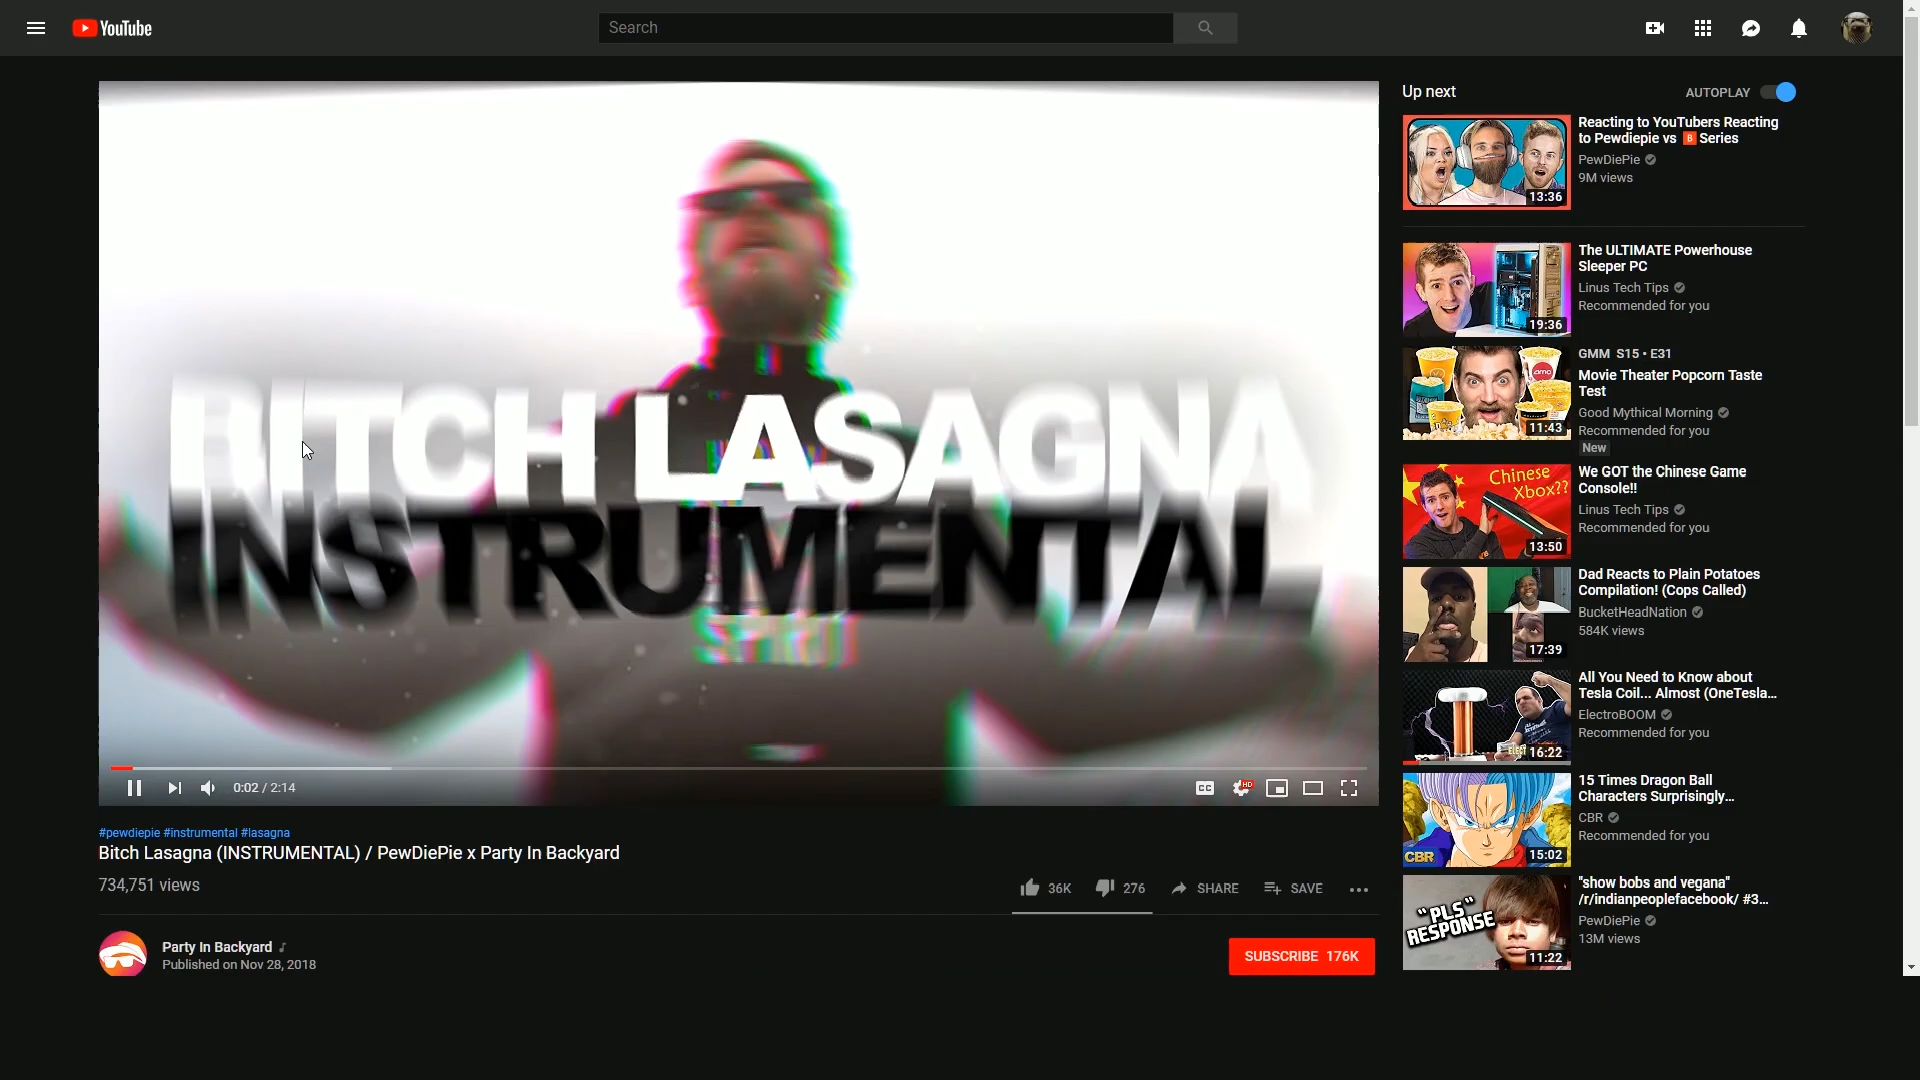 YouTube
Search
BITCH LASAGNA
INSTRUMENTAL
0:02 / 2:14
CC
HD
#pewdiepie #instrumental #lasagna
Bitch Lasagna (INSTRUMENTAL) / PewDiePie x Party In Backyard
734,751 views
36K
276
SHARE
SAVE
Party In Backyard
Published on Nov 28, 2018
SUBSCRIBE 176K
Up next
AUTOPLAY
13:36
Reacting to YouTubers Reacting
to Pewdiepie vs B Series
PewDiePie
9M views
19:36
The ULTIMATE Powerhouse
Sleeper PC
Linus Tech Tips
Recommended for you
amc
11:43
GMM S15 • E31
Movie Theater Popcorn Taste
Test
Good Mythical Morning
Recommended for you
New
Chinese
Xbox??
13:50
We GOT the Chinese Game
Console!!
Linus Tech Tips
Recommended for you
17:39
Dad Reacts to Plain Potatoes
Compilation! (Cops Called)
BucketHeadNation
584K views
16:22
All You Need to Know about
Tesla Coil... Almost (OneTesla...
ElectroBOOM
Recommended for you
CBR
15:02
15 Times Dragon Ball
Characters Surprisingly...
CBR
Recommended for you
"PLS"
RESPONSE
11:22
"show bobs and vegana"
/r/indianpeoplefacebook/ #3...
PewDiePie
13M views